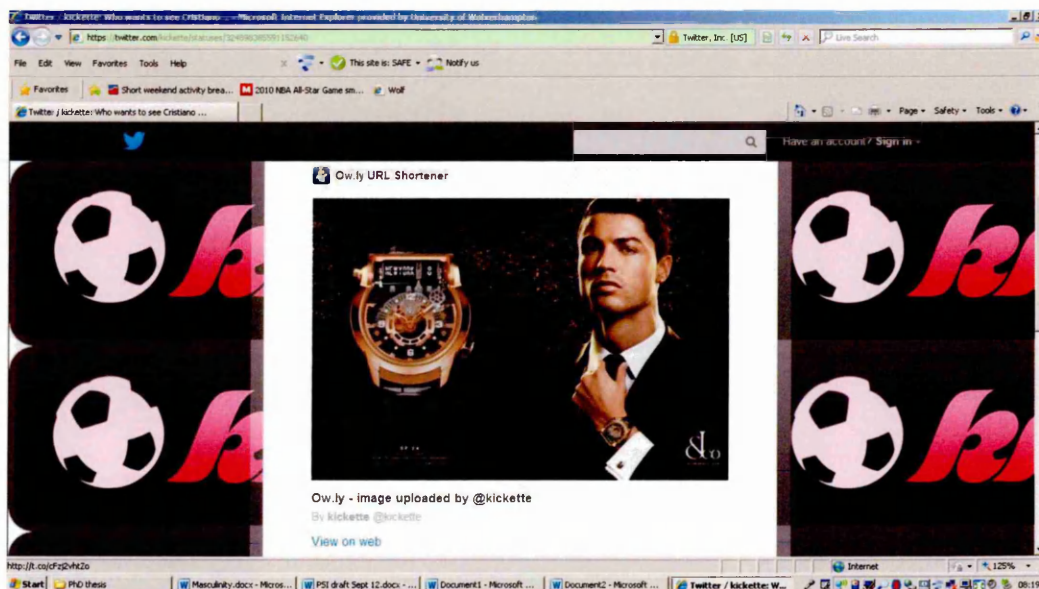 Twitter / kickette: Who wants to see Cristiano ... - Microsoft Internet Explorer provided by University of Wolverhampton
https://twitter.com/kickette/statuses/
Twitter, Inc. [US]
Live Search
File Edit View Favorites Tools Help
This site is: SAFE
Notify us
Favorites
Short weekend activity brea...
2010 NBA All-Star Game sm...
Wolf
Twitter / kickette: Who wants to see Cristiano ...
Page Safety Tools
Have an account? Sign in
Ow.ly URL Shortener
NEW YORK
&co
Ow.ly - image uploaded by @kickette
By kickette @kickette
View on web
http://t.co/cFzj2vhtZo
Internet
125%
Start
PhD thesis
Masculinity.docx - Micros...
PSI draft Sept 12.docx - ...
Document1 - Microsoft ...
Document2 - Microsoft ...
Twitter / kickette: W...
08:19